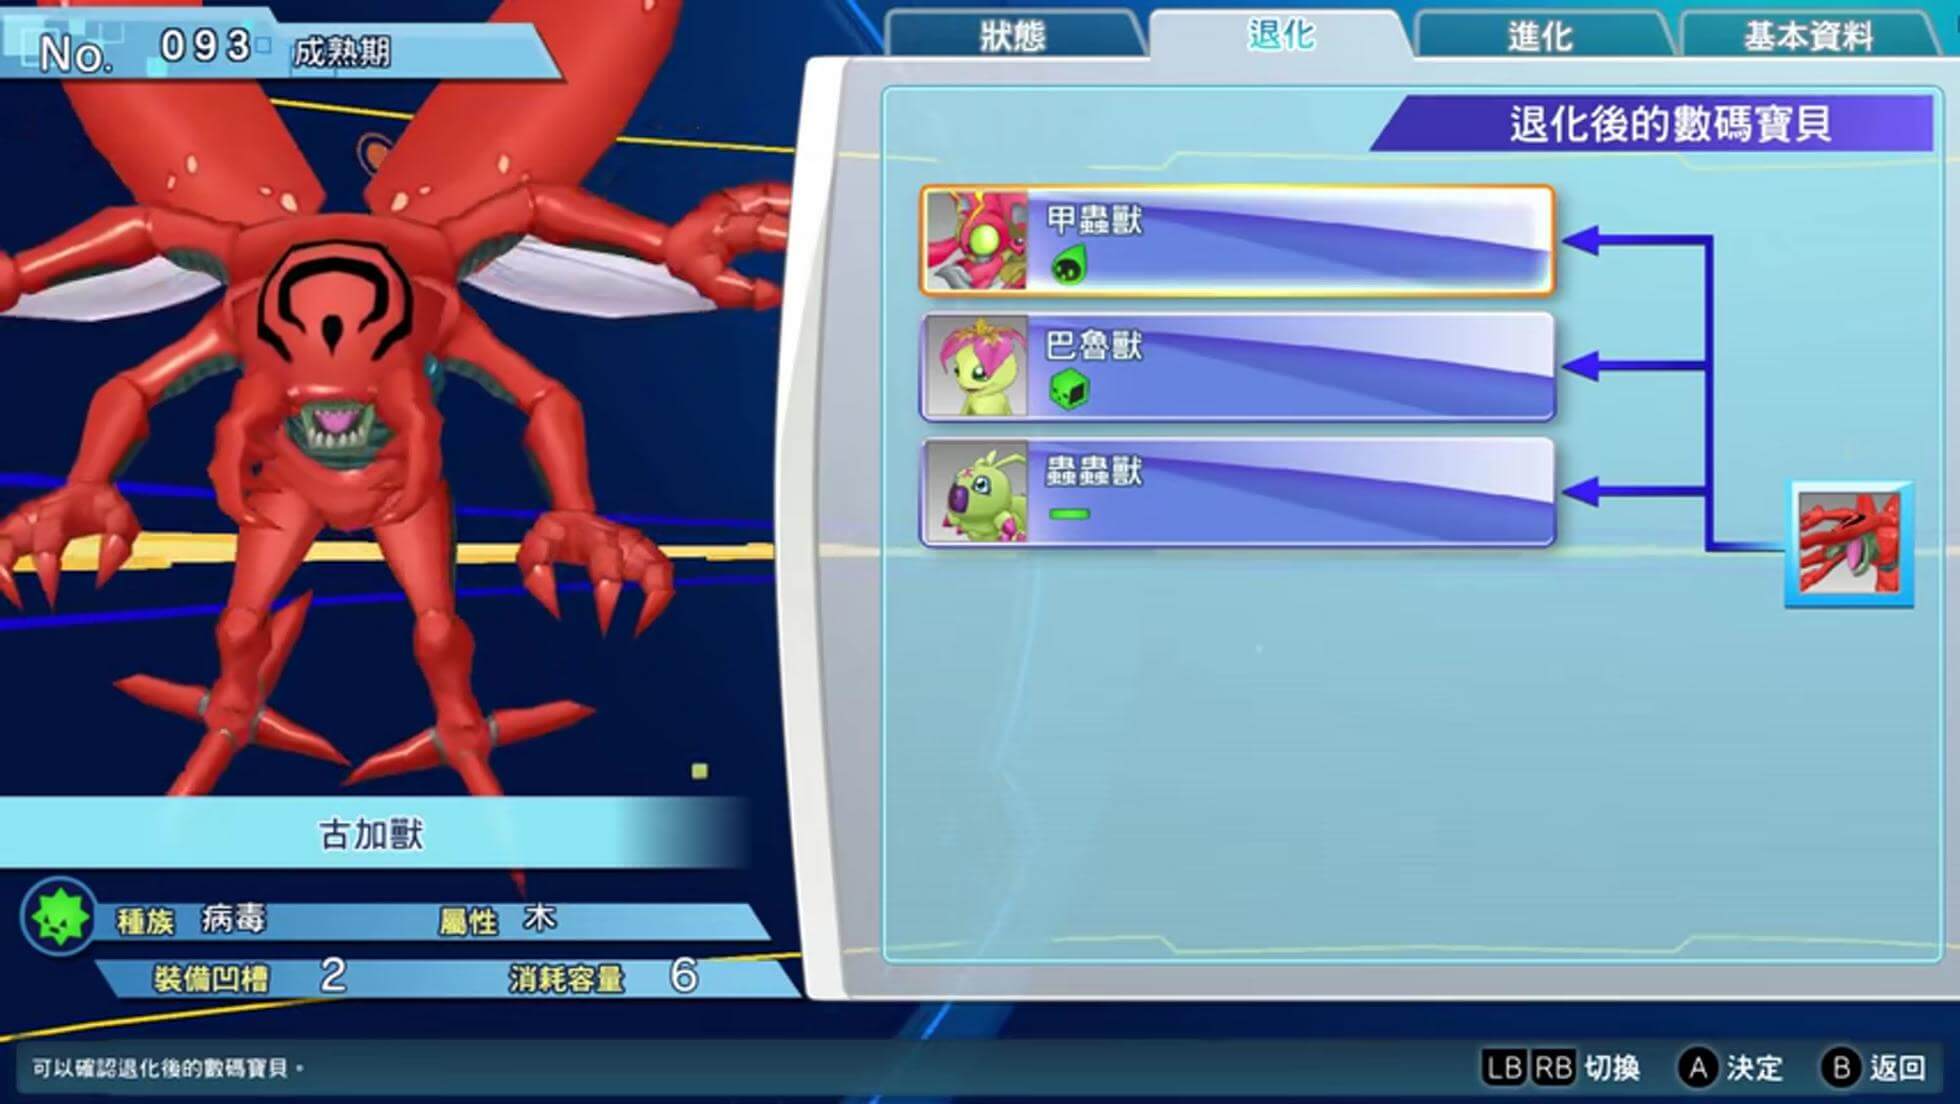 No. 093 成熟期
狀態 退化 進化 基本資料
退化後的數碼寶貝
甲蟲獸
巴魯獸
蟲蟲獸
古加獸
種族 病毒 屬性 木
裝備凹槽 2 消耗容量 6
可以確認退化後的數碼寶貝。
LB RB 切換 A 決定 B 返回